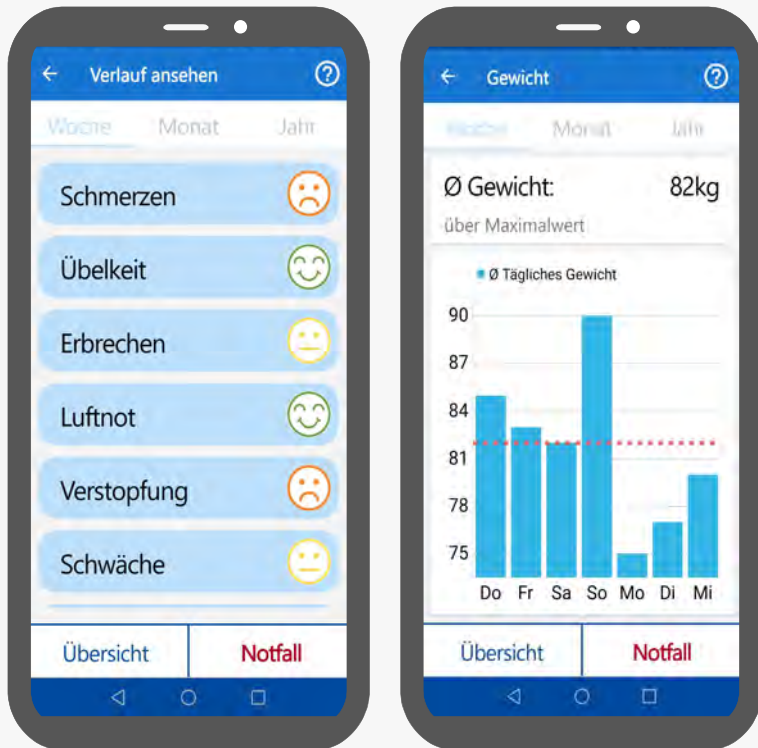 Verlauf ansehen
Woche Monat Jahr
Schmerzen
Übelkeit
Erbrechen
Luftnot
Verstopfung
Schwäche
Übersicht Notfall
Gewicht
Woche Monat Jahr
Ø Gewicht: 82kg
über Maximalwert
Ø Tägliches Gewicht
90
87
84
81
78
75
Do Fr Sa So Mo Di Mi
Übersicht Notfall